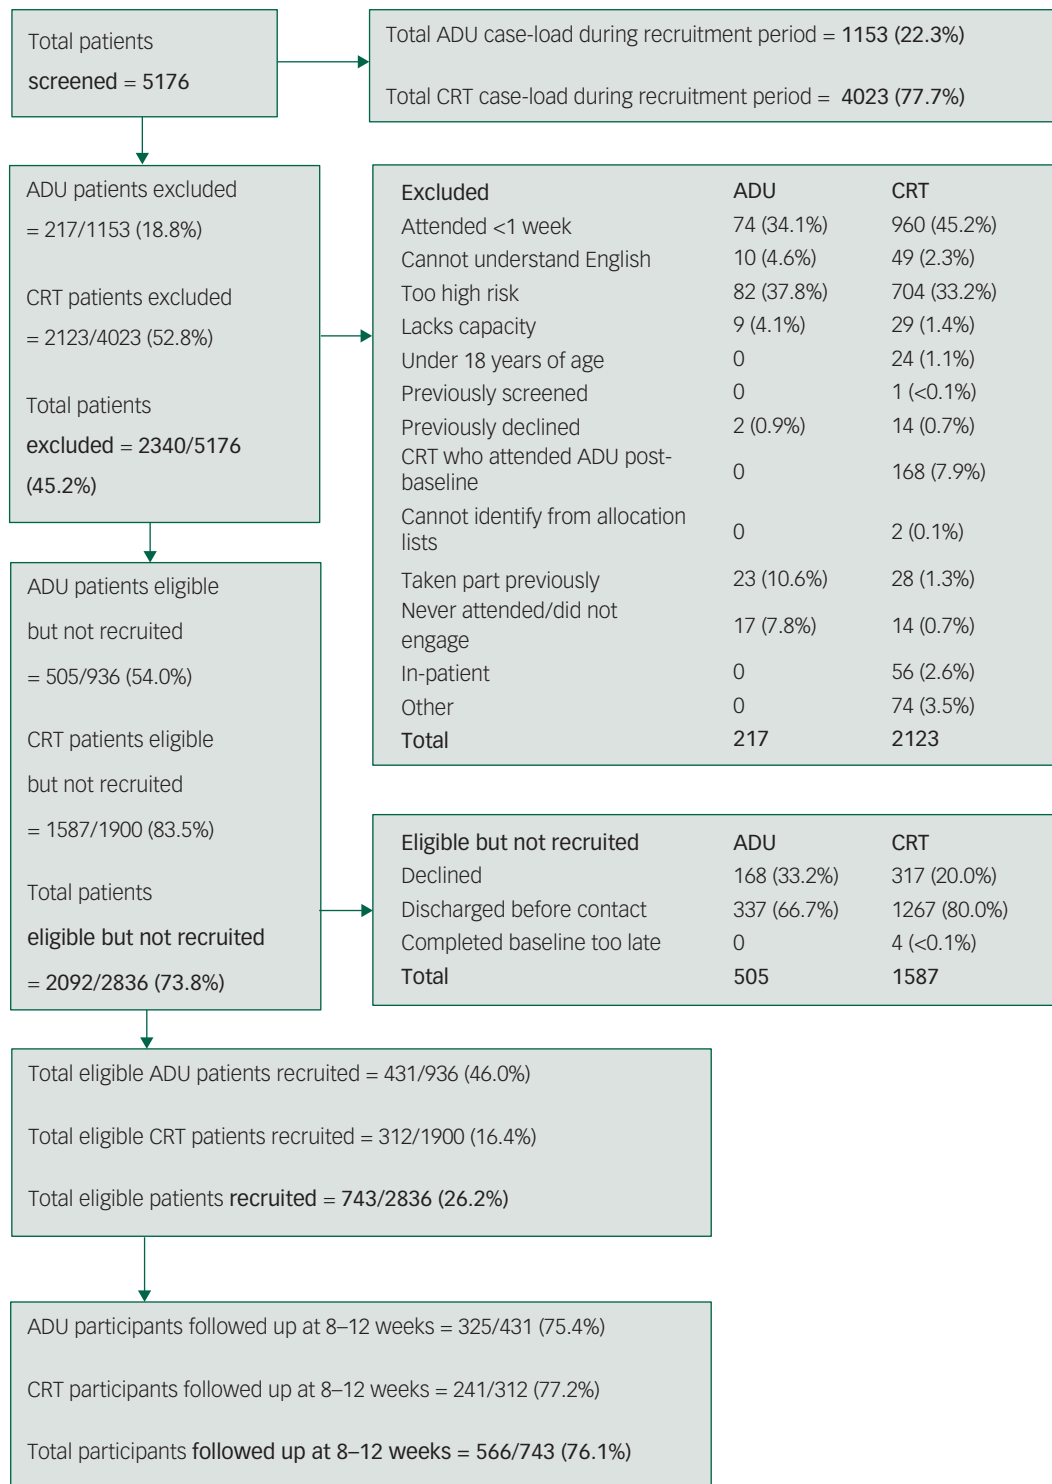 Total patients
screened = 5176
Total ADU case-load during recruitment period = 1153 (22.3%)
Total CRT case-load during recruitment period = 4023 (77.7%)
ADU patients excluded
= 217/1153 (18.8%)
CRT patients excluded
= 2123/4023 (52.8%)
Total patients
excluded = 2340/5176
(45.2%)
Excluded ADU CRT
Attended <1 week 74 (34.1%) 960 (45.2%)
Cannot understand English 10 (4.6%) 49 (2.3%)
Too high risk 82 (37.8%) 704 (33.2%)
Lacks capacity 9 (4.1%) 29 (1.4%)
Under 18 years of age 0 24 (1.1%)
Previously screened 0 1 (<0.1%)
Previously declined 2 (0.9%) 14 (0.7%)
CRT who attended ADU post-
baseline 0 168 (7.9%)
Cannot identify from allocation
lists 0 2 (0.1%)
Taken part previously 23 (10.6%) 28 (1.3%)
Never attended/did not
engage 17 (7.8%) 14 (0.7%)
In-patient 0 56 (2.6%)
Other 0 74 (3.5%)
Total 217 2123
ADU patients eligible
but not recruited
= 505/936 (54.0%)
CRT patients eligible
but not recruited
= 1587/1900 (83.5%)
Total patients
eligible but not recruited
= 2092/2836 (73.8%)
Eligible but not recruited ADU CRT
Declined 168 (33.2%) 317 (20.0%)
Discharged before contact 337 (66.7%) 1267 (80.0%)
Completed baseline too late 0 4 (<0.1%)
Total 505 1587
Total eligible ADU patients recruited = 431/936 (46.0%)
Total eligible CRT patients recruited = 312/1900 (16.4%)
Total eligible patients recruited = 743/2836 (26.2%)
ADU participants followed up at 8–12 weeks = 325/431 (75.4%)
CRT participants followed up at 8–12 weeks = 241/312 (77.2%)
Total participants followed up at 8–12 weeks = 566/743 (76.1%)